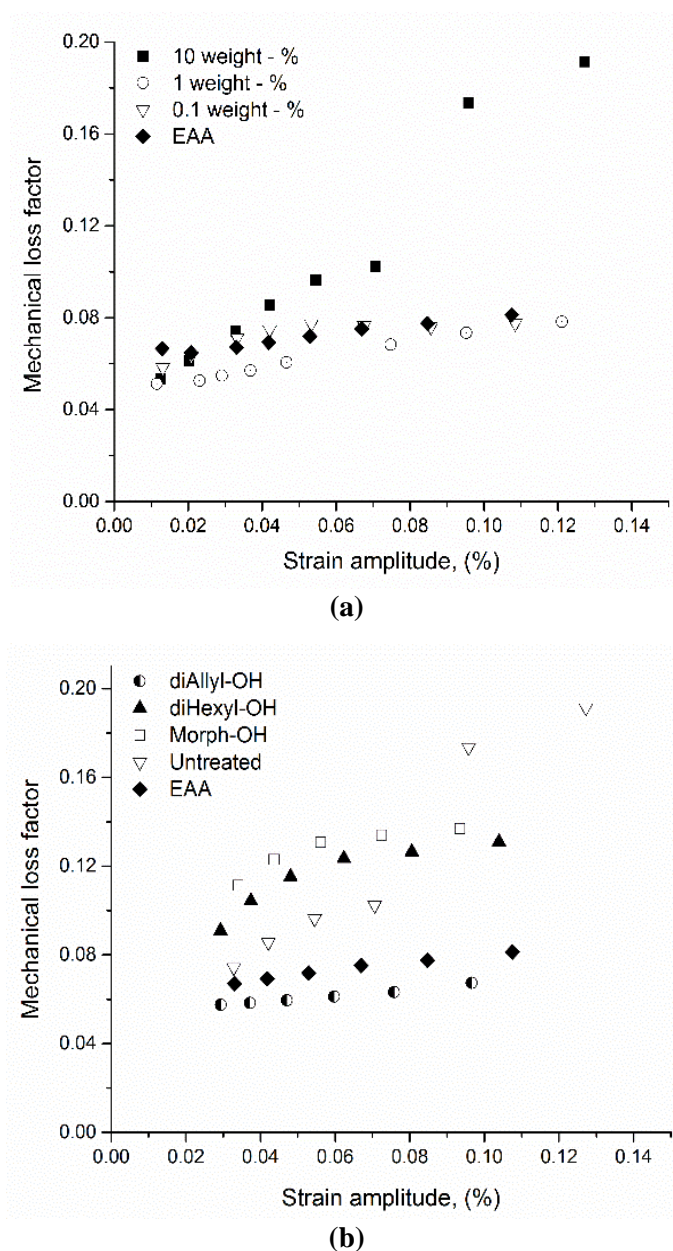 0.20
10 weight - %
1 weight - %
0.1 weight - %
0.16
EAA
0.12
Mechanical loss factor
0.08
0.04
0.00
0.00 0.02 0.04 0.06 0.08 0.10 0.12 0.14
Strain amplitude, (%)
(a)
diAllyl-OH
0.20
diHexyl-OH
Morph-OH
Untreated
0.16
EAA
0.12
Mechanical loss factor
0.08
0.04
0.00
0.00 0.02 0.04 0.06 0.08 0.10 0.12 0.14
Strain amplitude, (%)
(b)